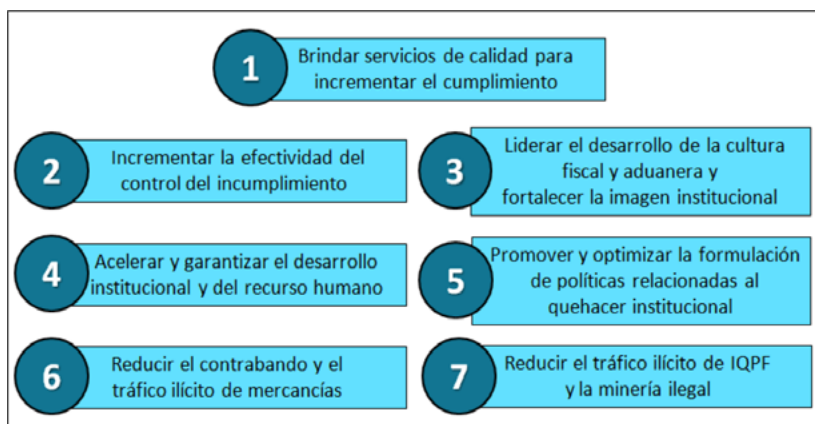 1
Brindar servicios de calidad para
incrementar el cumplimiento
2
Incrementar la efectividad del
control del incumplimiento
3
Liderar el desarrollo de la cultura
fiscal y aduanera y
fortalecer la imagen institucional
4
Acelerar y garantizar el desarrollo
institucional y del recurso humano
5
Promover y optimizar la formulación
de políticas relacionadas al
quehacer institucional
6
Reducir el contrabando y el
tráfico ilícito de mercancías
7
Reducir el tráfico ilícito de IQPF
y la minería ilegal